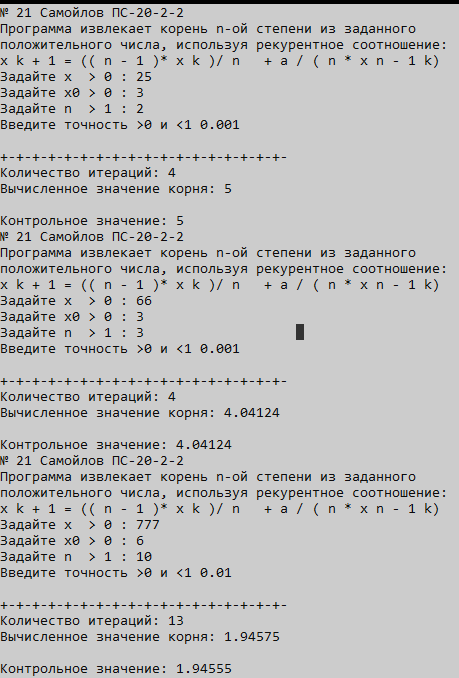 № 21 Самойлов ПС-20-2-2
Программа извлекает корень n-ой степени из заданного
положительного числа, используя рекурентное соотношение:
x k + 1 = (( n - 1 )* x k )/ n   + a / ( n * x n - 1 k)
Задайте x  > 0 : 25
Задайте x0 > 0 : 3
Задайте n  > 1 : 2
Введите точность >0 и <1 0.001
+-+-+-+-+-+-+-+-+-+-+-+-+-+-+-+-+-+-
Количество итераций: 4
Вычисленное значение корня: 5
Контрольное значение: 5
№ 21 Самойлов ПС-20-2-2
Программа извлекает корень n-ой степени из заданного
положительного числа, используя рекурентное соотношение:
x k + 1 = (( n - 1 )* x k )/ n   + a / ( n * x n - 1 k)
Задайте x  > 0 : 66
Задайте x0 > 0 : 3
Задайте n  > 1 : 3
Введите точность >0 и <1 0.001
+-+-+-+-+-+-+-+-+-+-+-+-+-+-+-+-+-+-
Количество итераций: 4
Вычисленное значение корня: 4.04124
Контрольное значение: 4.04124
№ 21 Самойлов ПС-20-2-2
Программа извлекает корень n-ой степени из заданного
положительного числа, используя рекурентное соотношение:
x k + 1 = (( n - 1 )* x k )/ n   + a / ( n * x n - 1 k)
Задайте x  > 0 : 777
Задайте x0 > 0 : 6
Задайте n  > 1 : 10
Введите точность >0 и <1 0.01
+-+-+-+-+-+-+-+-+-+-+-+-+-+-+-+-+-+-
Количество итераций: 13
Вычисленное значение корня: 1.94575
Контрольное значение: 1.94555